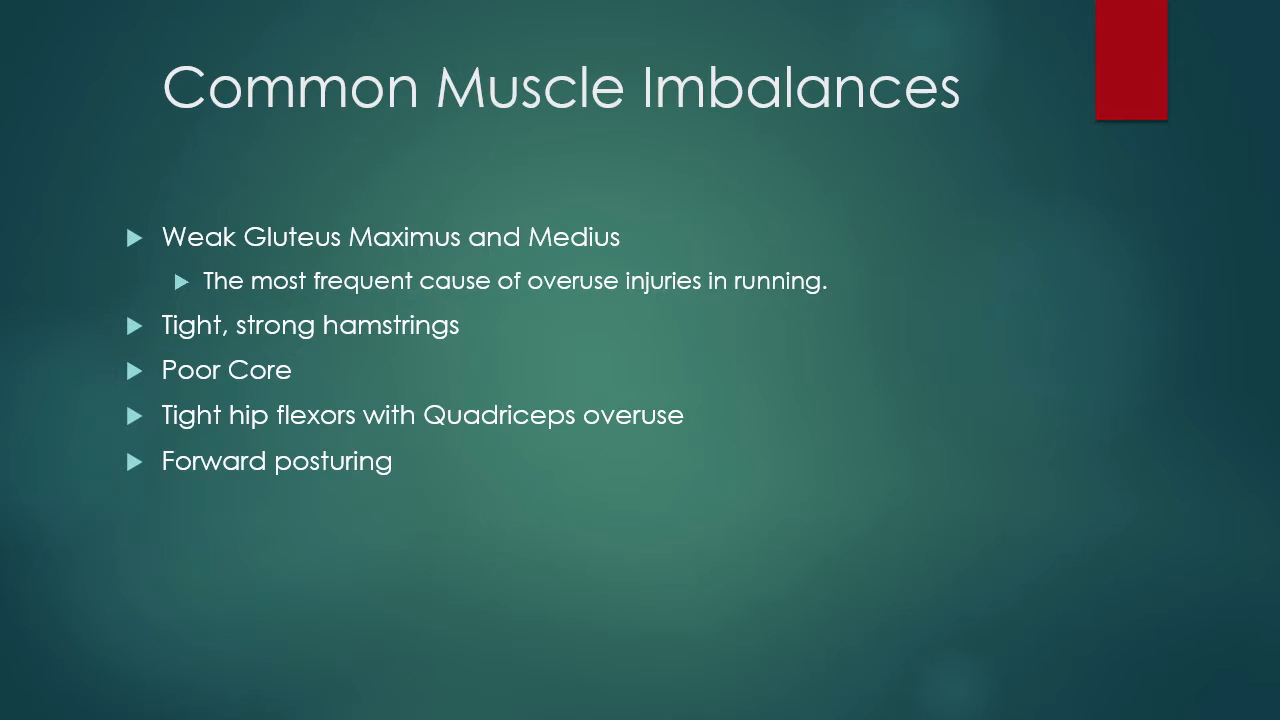 Common Muscle Imbalances
Weak Gluteus Maximus and Medius
The most frequent cause of overuse injuries in running.
Tight, strong hamstrings
Poor Core
Tight hip flexors with Quadriceps overuse
Forward posturing